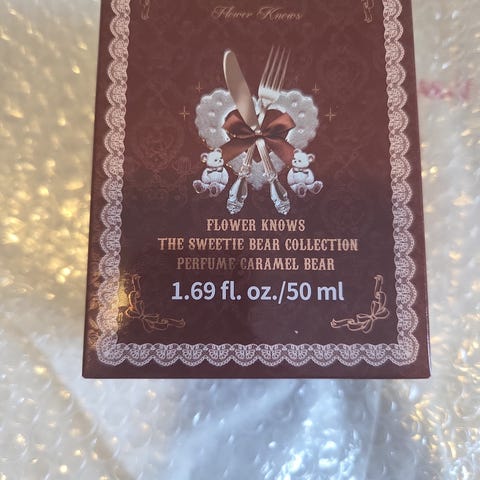 Flower Knows
FLOWER KNOWS
THE SWEETIE BEAR COLLECTION
PERFUME CARAMEL BEAR
1.69 fl. oz./50 ml